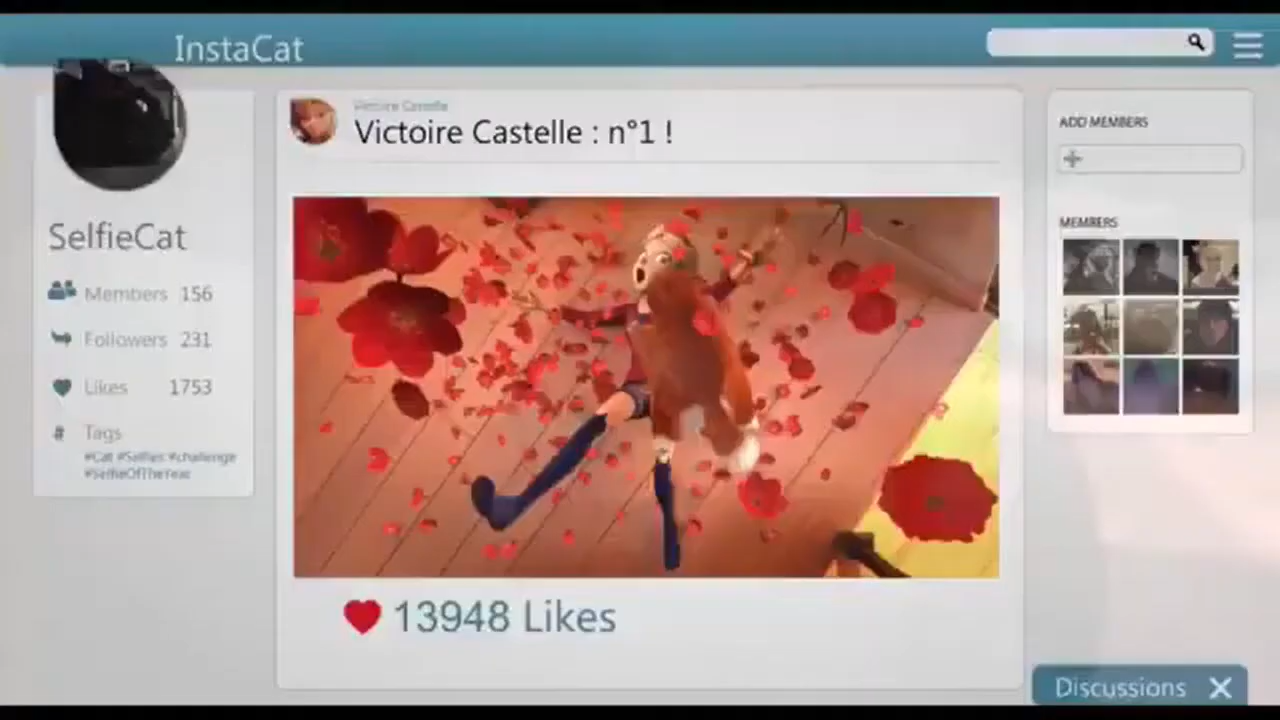 InstaCat
SelfieCat
Members 156
Followers 231
Likes 1753
# Tags
#Cat #Selfies #challenge
#SelfieOfTheYear
Victoire Castelle
Victoire Castelle : n°1 !
13948 Likes
ADD MEMBERS
+
MEMBERS
Discussions X